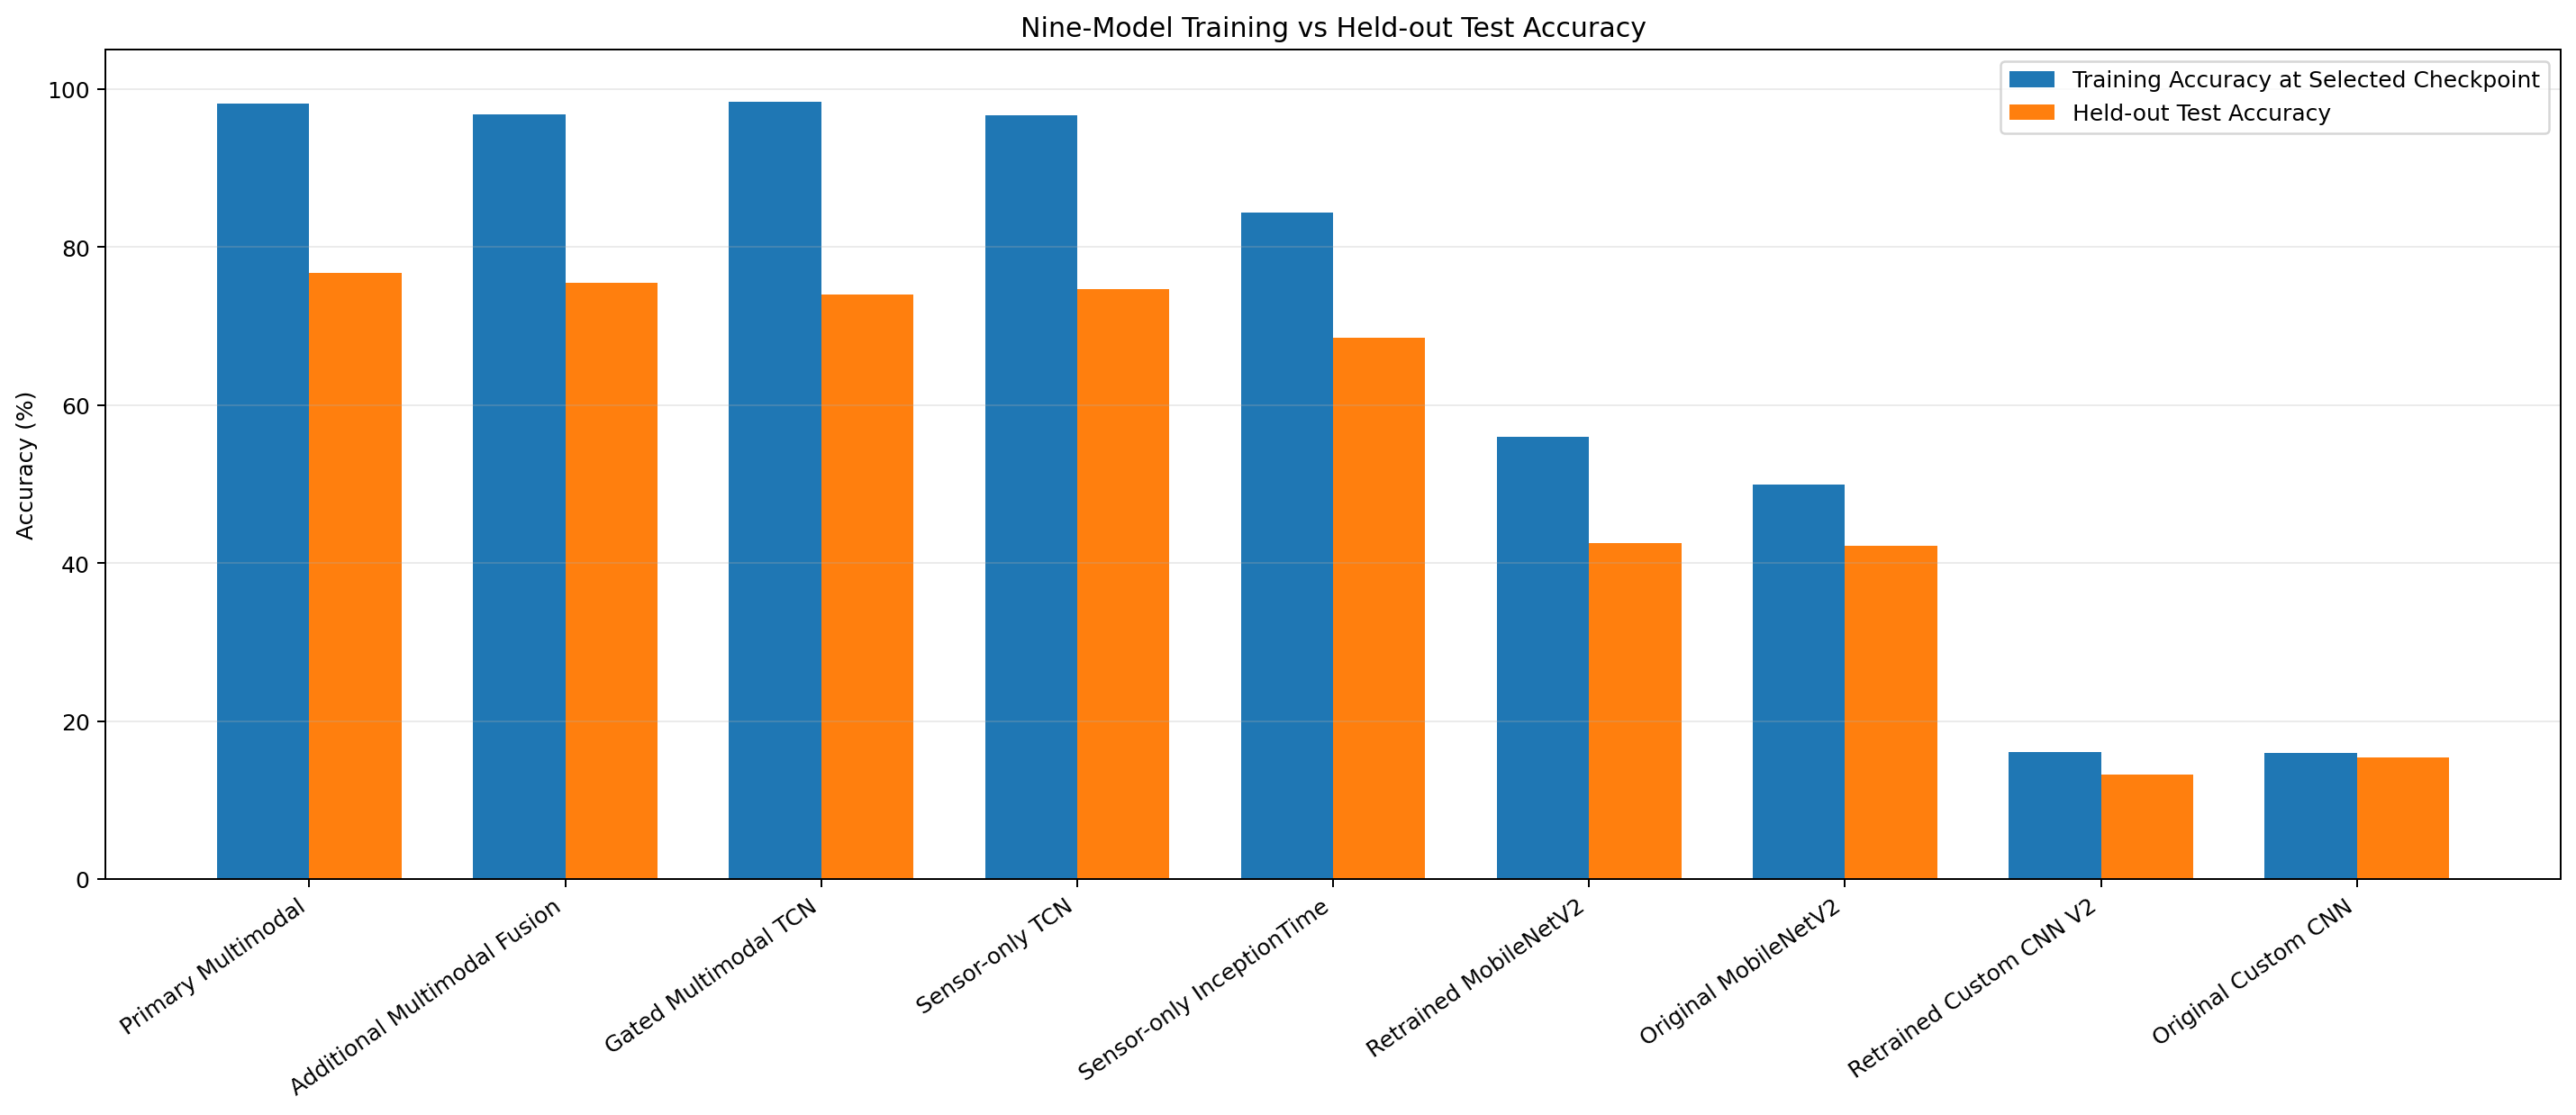 Nine-Model Training vs Held-out Test Accuracy
Training Accuracy at Selected Checkpoint
Held-out Test Accuracy
Accuracy (%)
100
80
60
40
20
0
Primary Multimodal
Additional Multimodal Fusion
Gated Multimodal TCN
Sensor-only TCN
Sensor-only InceptionTime
Retrained MobileNetV2
Original MobileNetV2
Retrained Custom CNN V2
Original Custom CNN